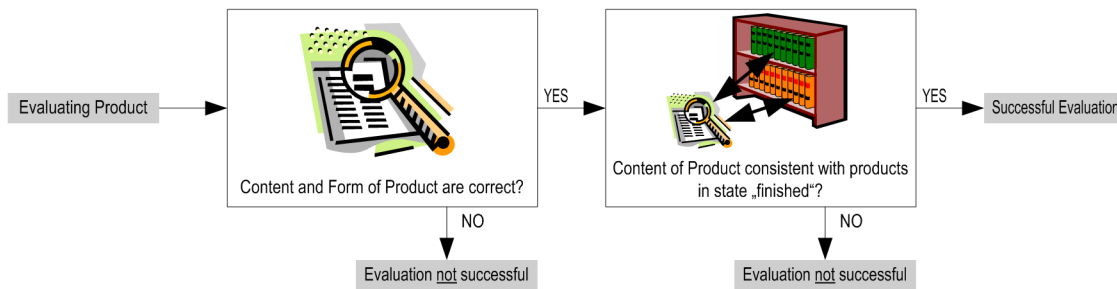 Evaluating Product
Content and Form of Product are correct?
YES
NO
Evaluation not successful
Content of Product consistent with products
in state „finished“?
YES
NO
Evaluation not successful
Successful Evaluation